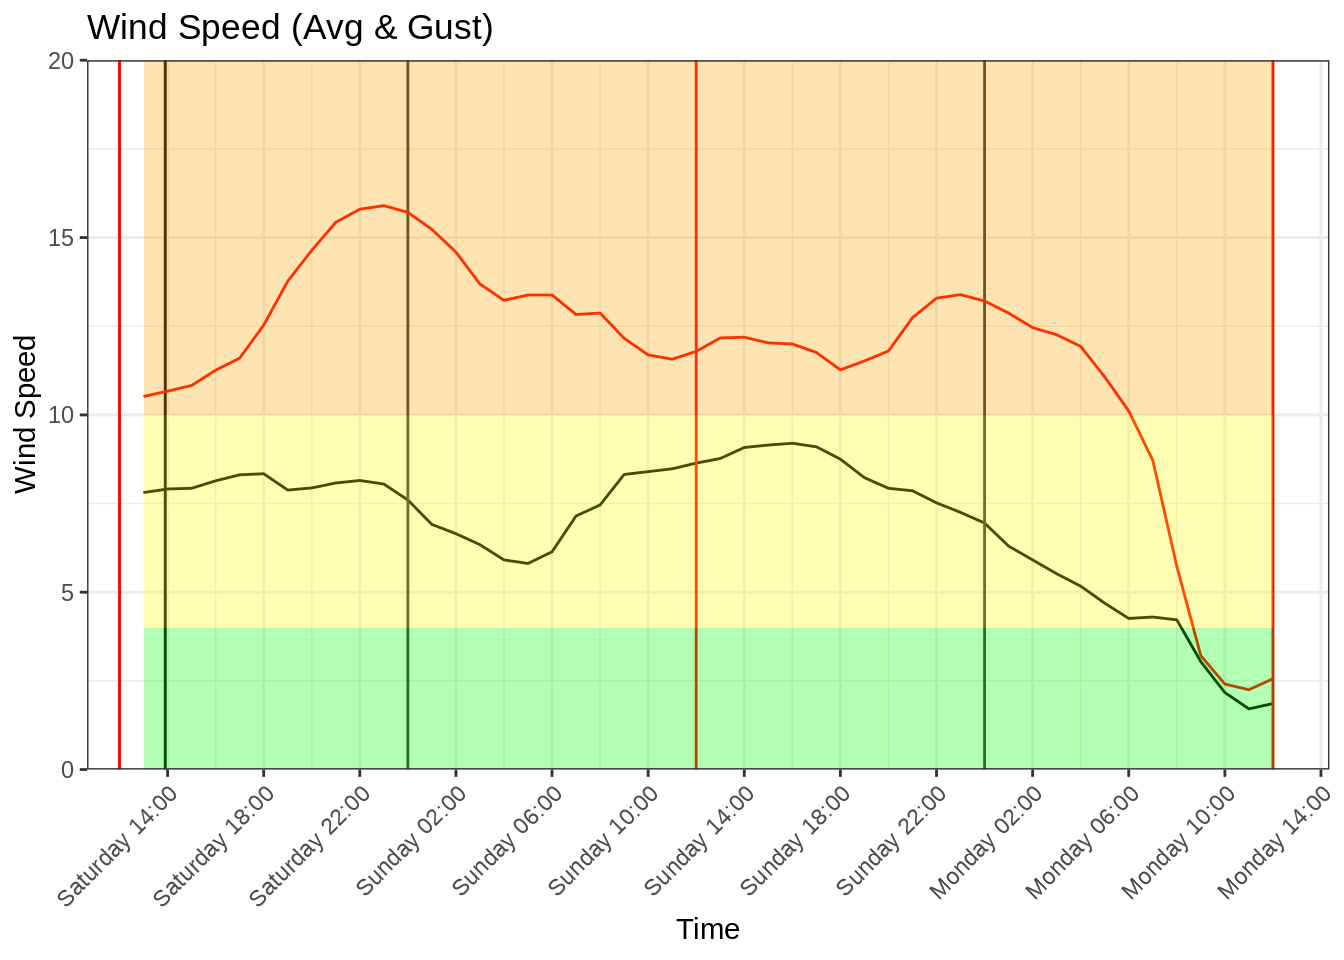 Wind Speed (Avg & Gust)
20
15
10
5
0
Wind Speed
Saturday 14:00
Saturday 18:00
Saturday 22:00
Sunday 02:00
Sunday 06:00
Sunday 10:00
Sunday 14:00
Sunday 18:00
Sunday 22:00
Monday 02:00
Monday 06:00
Monday 10:00
Monday 14:00
Time